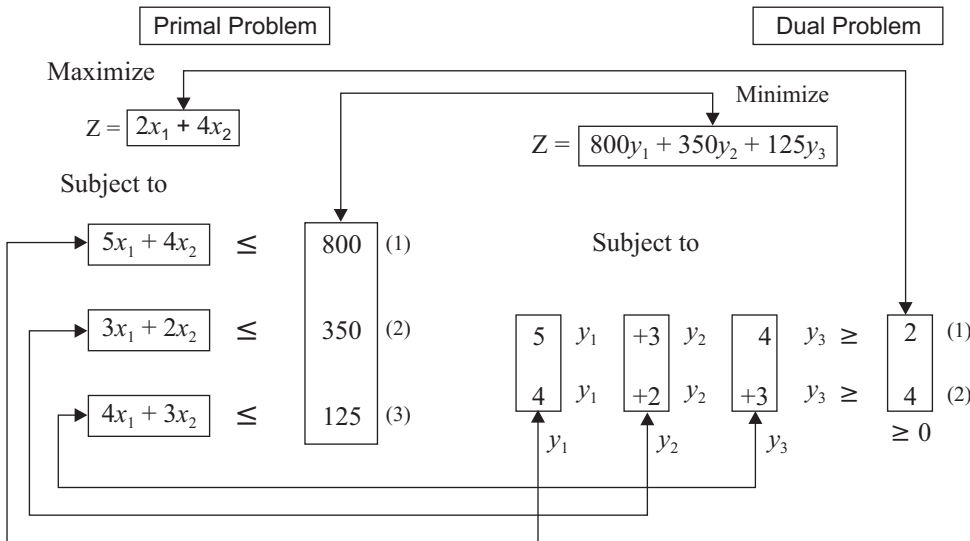 Primal Problem
Dual Problem
Maximize
Z = 2x₁ + 4x₂
Minimize
Z = 800y₁ + 350y₂ + 125y₃
Subject to
5x₁ + 4x₂ ≤ 800 (1)
3x₁ + 2x₂ ≤ 350 (2)
4x₁ + 3x₂ ≤ 125 (3)
Subject to
5 y₁ +3 y₂ 4 y₃ ≥ 2 (1)
4 y₁ +2 y₂ +3 y₃ ≥ 4 (2)
y₁ y₂ y₃ ≥ 0